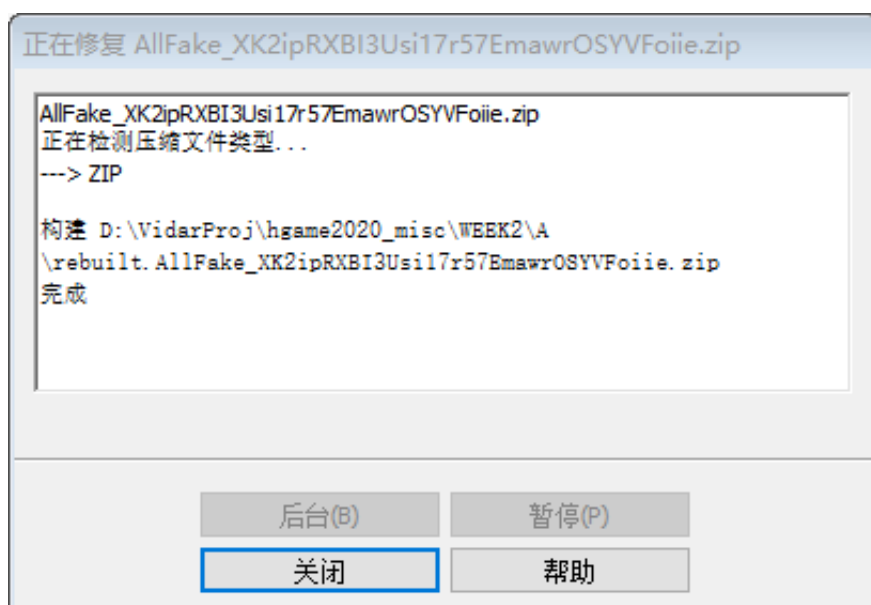 正在修复 AllFake_XK2ipRXBI3Usi17r57EmawrOSYVFoiie.zip
AllFake_XK2ipRXBI3Usi17r57EmawrOSYVFoiie.zip
正在检测压缩文件类型...
---> ZIP
构建 D:\VidarProj\hgame2020_misc\WEEK2\A
\rebuilt.AllFake_XK2ipRXBI3Usi17r57EmawrOSYVFoiie.zip
完成
后台(B) 暂停(P)
关闭 帮助